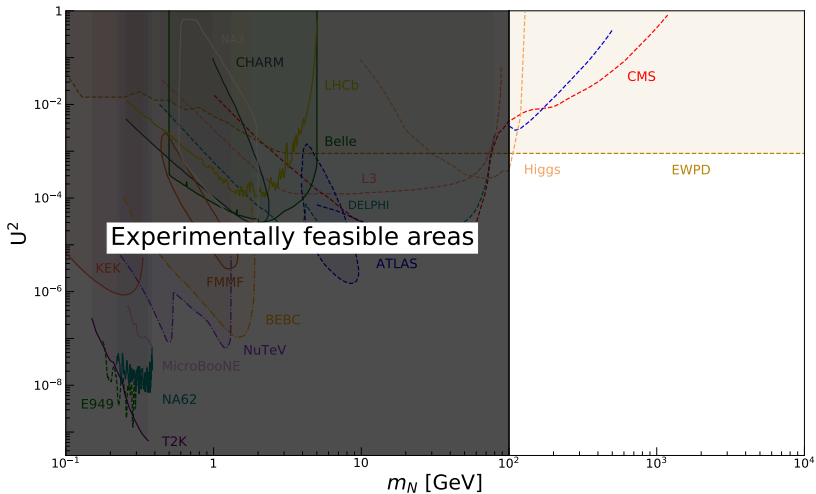 1
10⁻²
10⁻⁴
10⁻⁶
10⁻⁸
U²
NA3
CHARM
LHCb
CMS
Belle
L3
Higgs
EWPD
DELPHI
Experimentally feasible areas
KEK
FMMF
ATLAS
BEBC
NuTeV
MicroBooNE
E949
NA62
T2K
10⁻¹
1
10
10²
10³
10⁴
m_N [GeV]